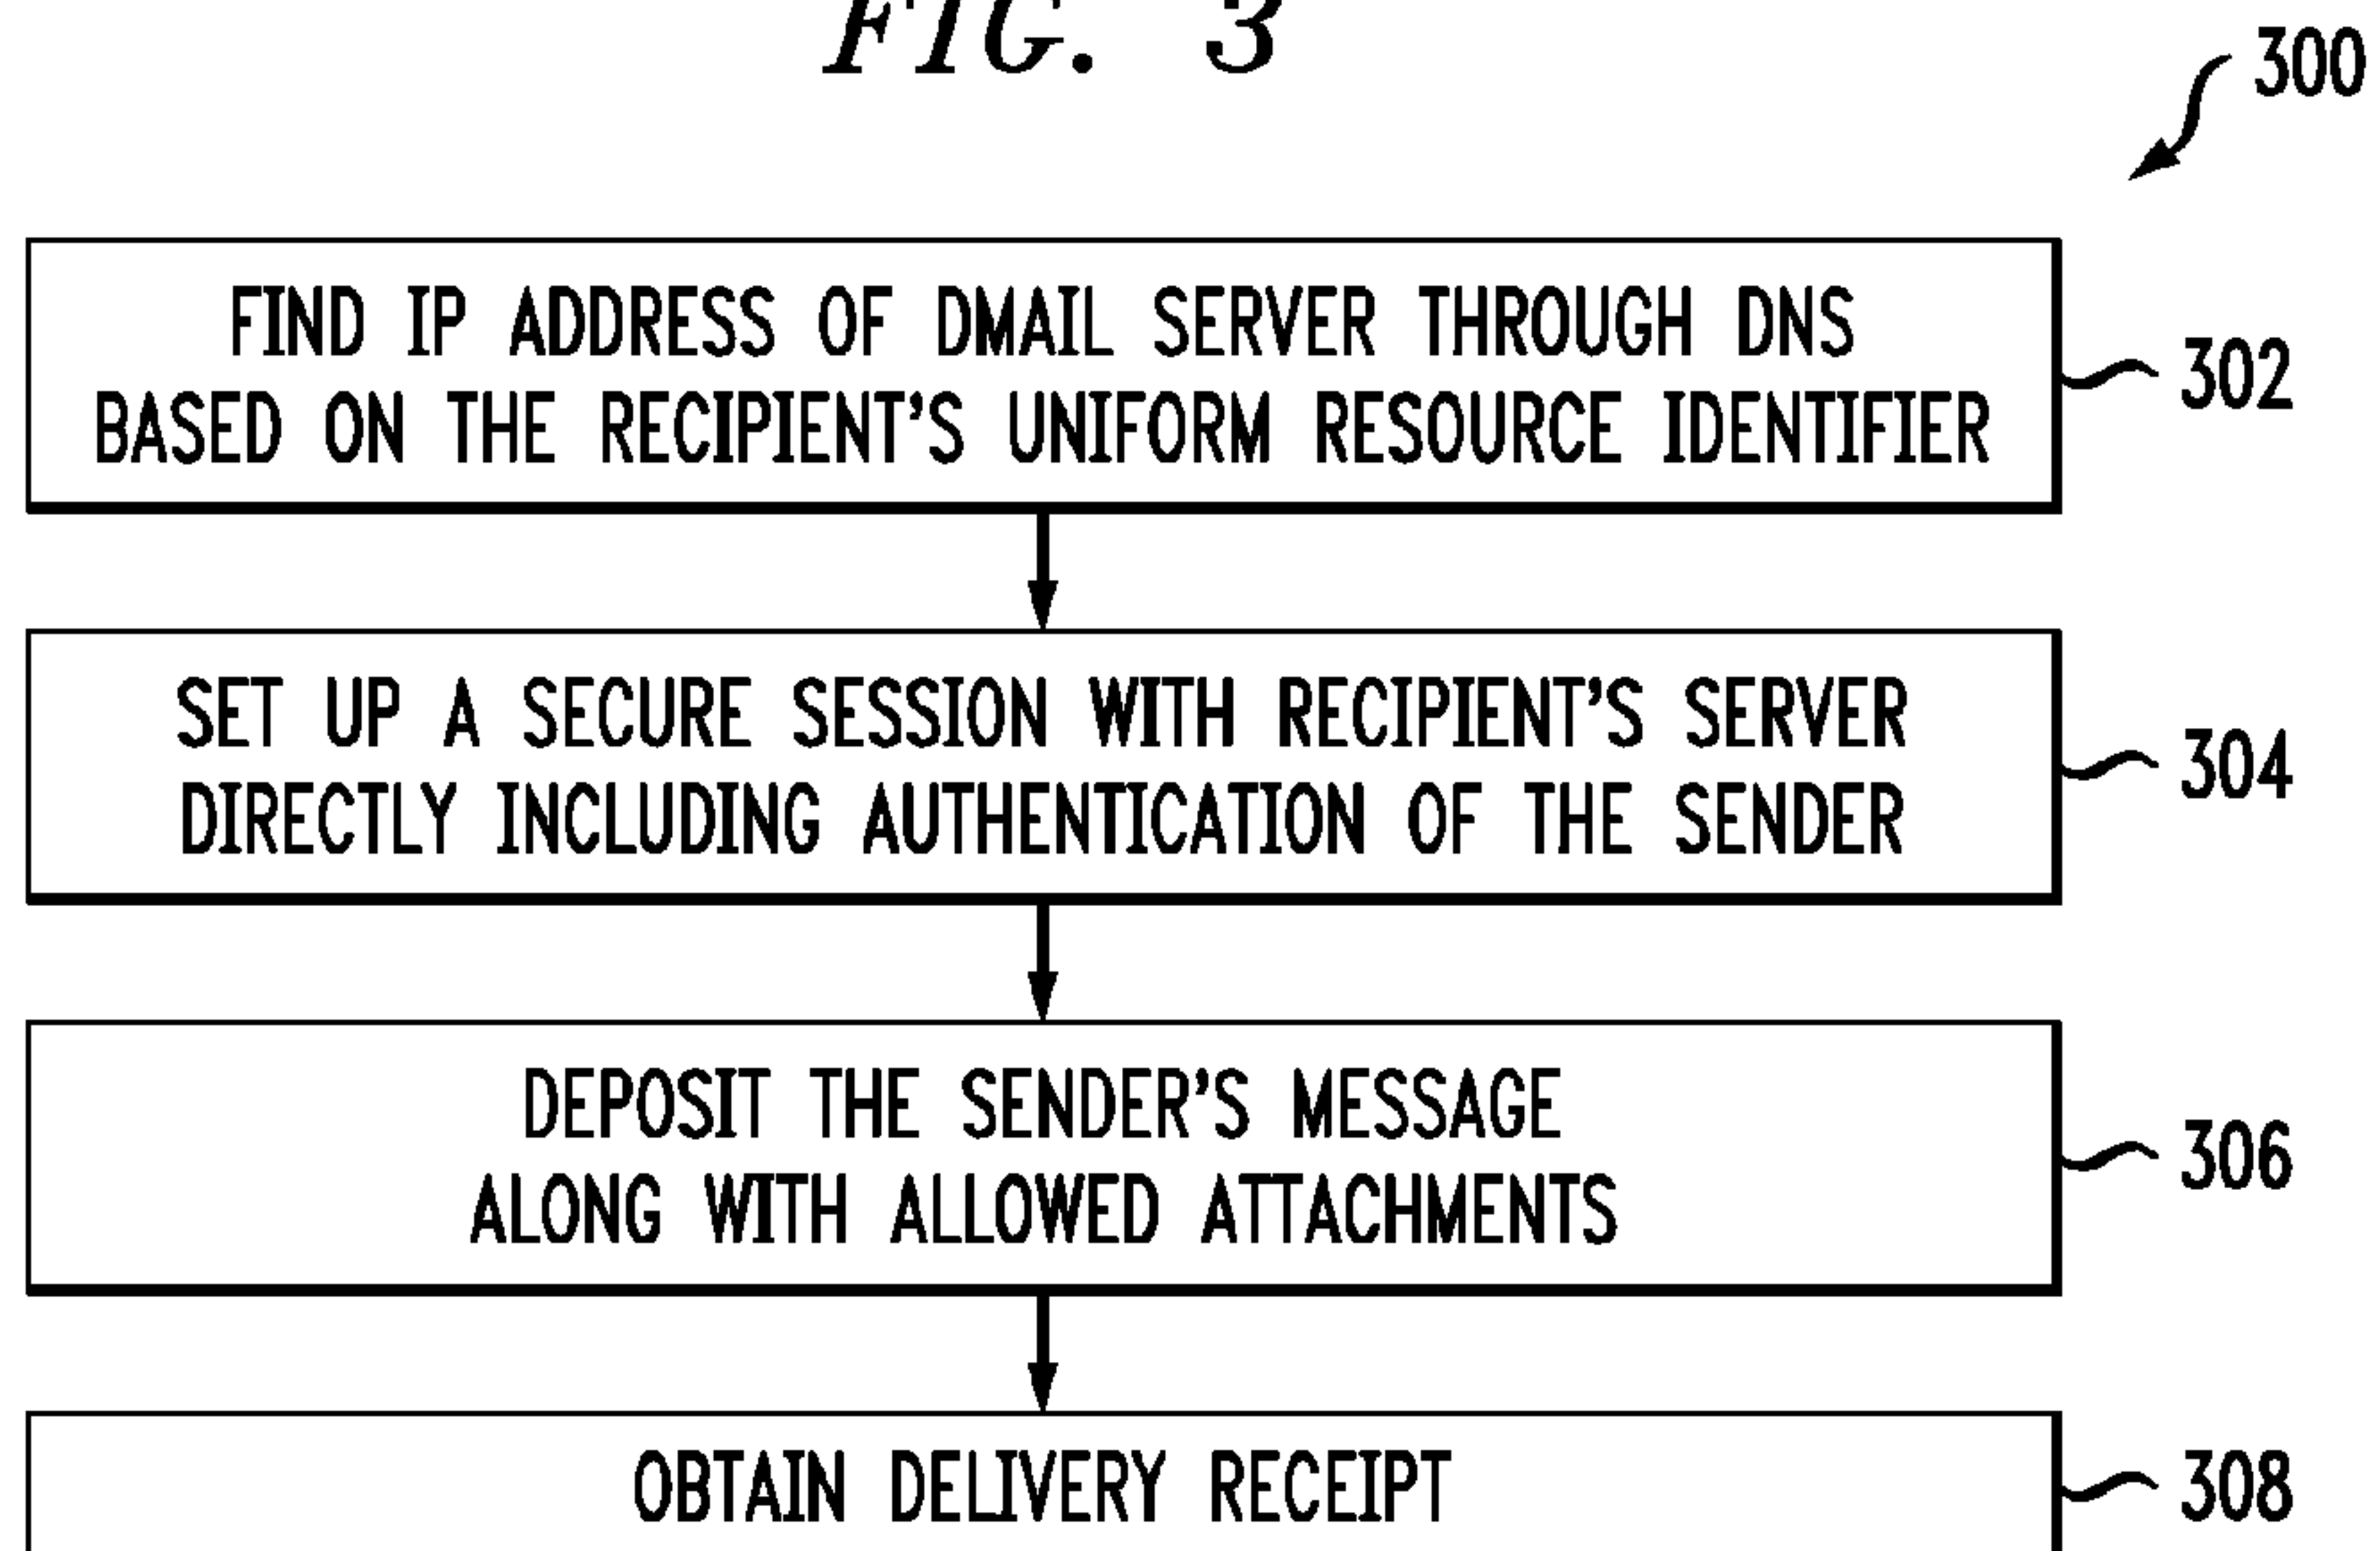 FIG. 3
300
FIND IP ADDRESS OF DMAIL SERVER THROUGH DNS
BASED ON THE RECIPIENT'S UNIFORM RESOURCE IDENTIFIER
302
SET UP A SECURE SESSION WITH RECIPIENT'S SERVER
DIRECTLY INCLUDING AUTHENTICATION OF THE SENDER
304
DEPOSIT THE SENDER'S MESSAGE
ALONG WITH ALLOWED ATTACHMENTS
306
OBTAIN DELIVERY RECEIPT
308